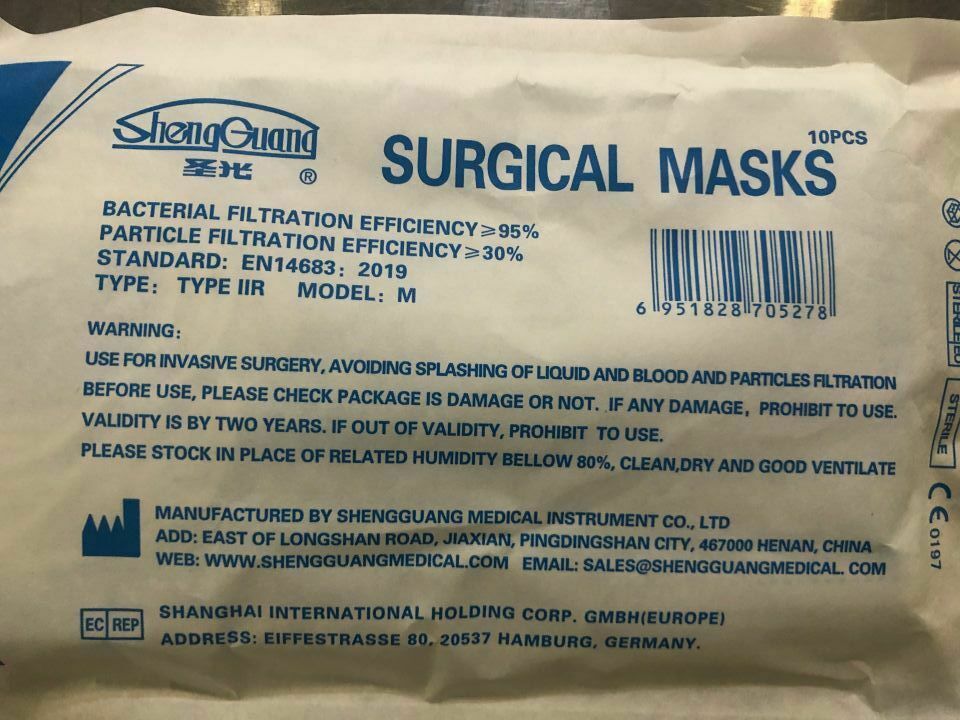 ShengGuang
圣光 ®
SURGICAL MASKS
10PCS
BACTERIAL FILTRATION EFFICIENCY≥95%
PARTICLE FILTRATION EFFICIENCY≥30%
STANDARD: EN14683: 2019
TYPE: TYPE IIR MODEL: M
6 951828 705278
WARNING:
USE FOR INVASIVE SURGERY, AVOIDING SPLASHING OF LIQUID AND BLOOD AND PARTICLES FILTRATION
BEFORE USE, PLEASE CHECK PACKAGE IS DAMAGE OR NOT. IF ANY DAMAGE, PROHIBIT TO USE.
VALIDITY IS BY TWO YEARS. IF OUT OF VALIDITY, PROHIBIT TO USE.
PLEASE STOCK IN PLACE OF RELATED HUMIDITY BELLOW 80%, CLEAN,DRY AND GOOD VENTILATE
MANUFACTURED BY SHENGGUANG MEDICAL INSTRUMENT CO., LTD
ADD: EAST OF LONGSHAN ROAD, JIAXIAN, PINGDINGSHAN CITY, 467000 HENAN, CHINA
WEB: WWW.SHENGGUANGMEDICAL.COM EMAIL: SALES@SHENGGUANGMEDICAL. COM
EC REP
SHANGHAI INTERNATIONAL HOLDING CORP. GMBH(EUROPE)
ADDRESS: EIFFESTRASSE 80, 20537 HAMBURG, GERMANY.
2
STERILE EO
STERILE
CE 0197